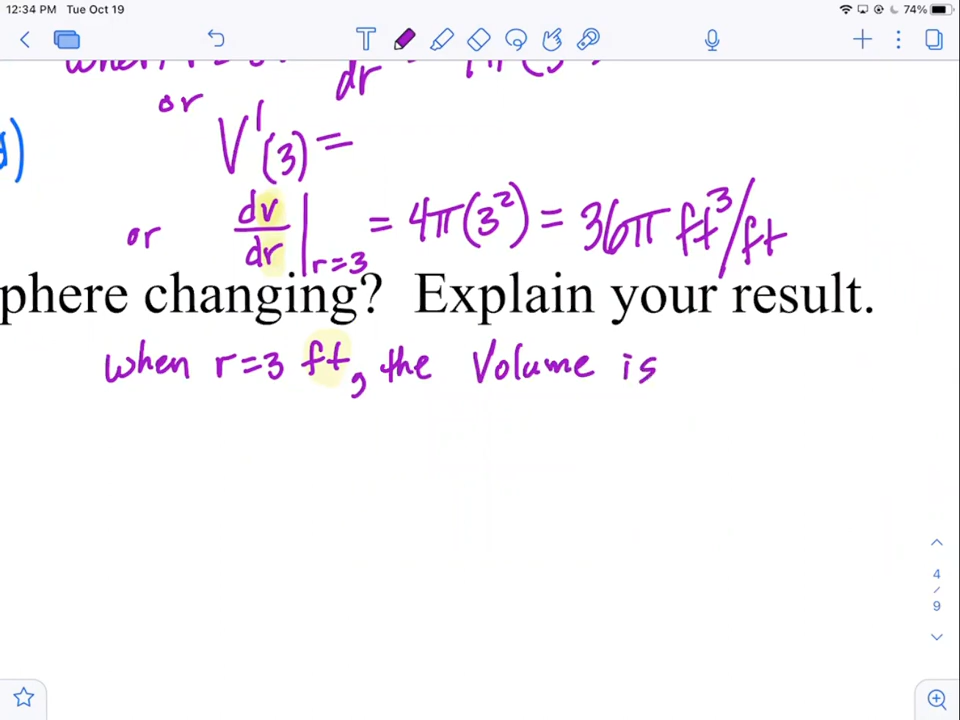 12:34 PM Tue Oct 19
74%
T
or
V'(3) =
or dv/dr | r=3 = 4π(3²) = 36π ft³/ft
phere changing? Explain your result.
when r=3 ft, the Volume is
4
/
9